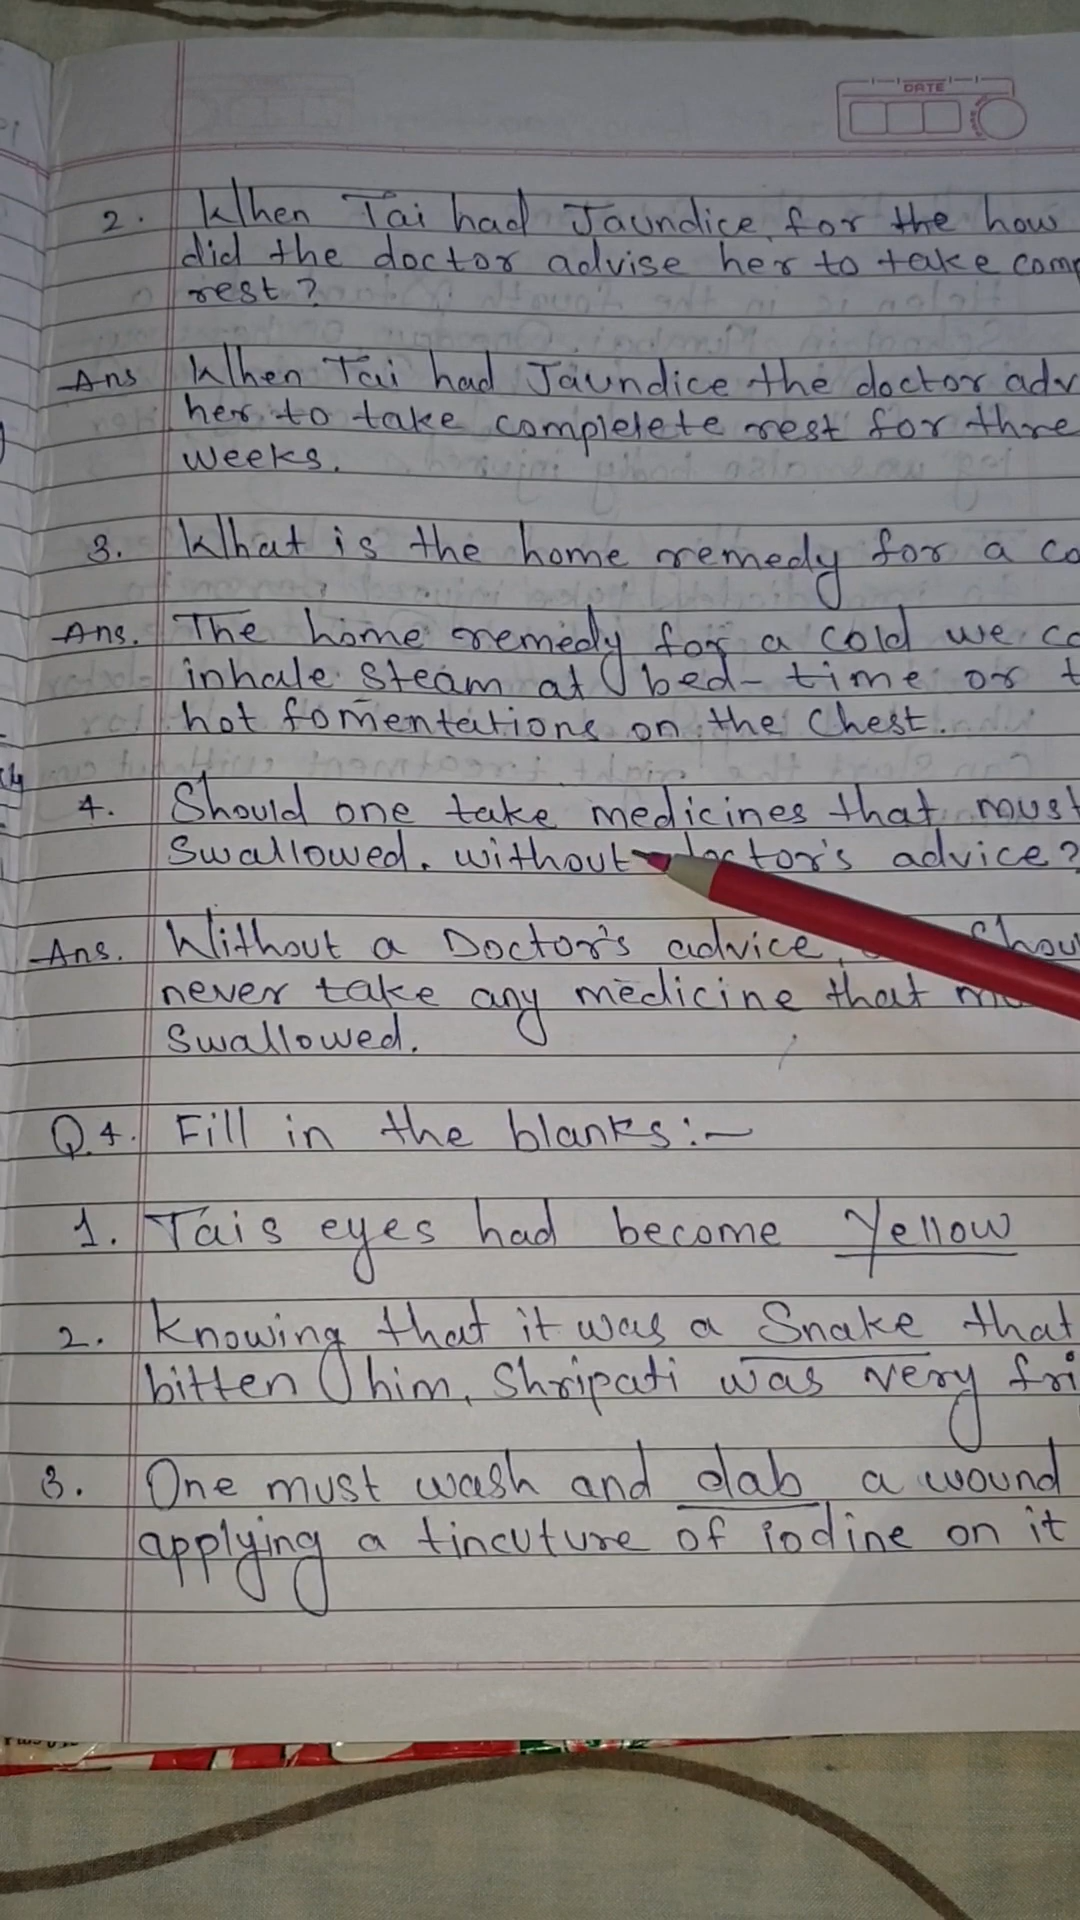 DATE
2. When Tai had Jaundice for the how
did the doctor advise her to take comp
rest?
Ans When Tai had Jaundice the doctor adv
her to take compelete rest for thre
weeks.
3. What is the home remedy for a co
Ans. The home remedy for a cold we ca
inhale steam at bed-time or t
hot fomentations on the chest.
4. Should one take medicines that must
swallowed. without doctor's advice?
Ans. Without a Doctor's advice, Shou
never take any medicine that mu
swallowed.
Q.4. Fill in the blanks:-
1. Tais eyes had become Yellow
2. Knowing that it was a Snake that
bitten him, Shripati was very fri
3. One must wash and dab a wound
applying a tincuture of iodine on it